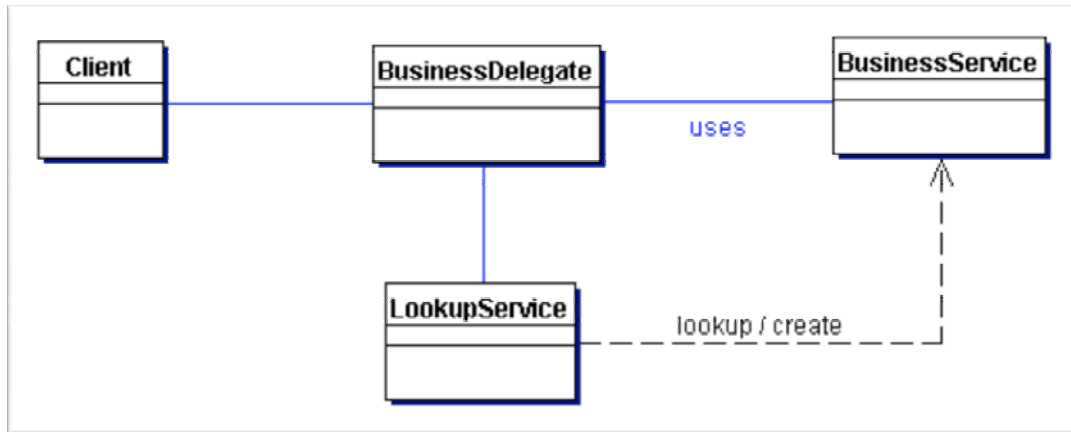 Client
BusinessDelegate
BusinessService
uses
LookupService
lookup / create